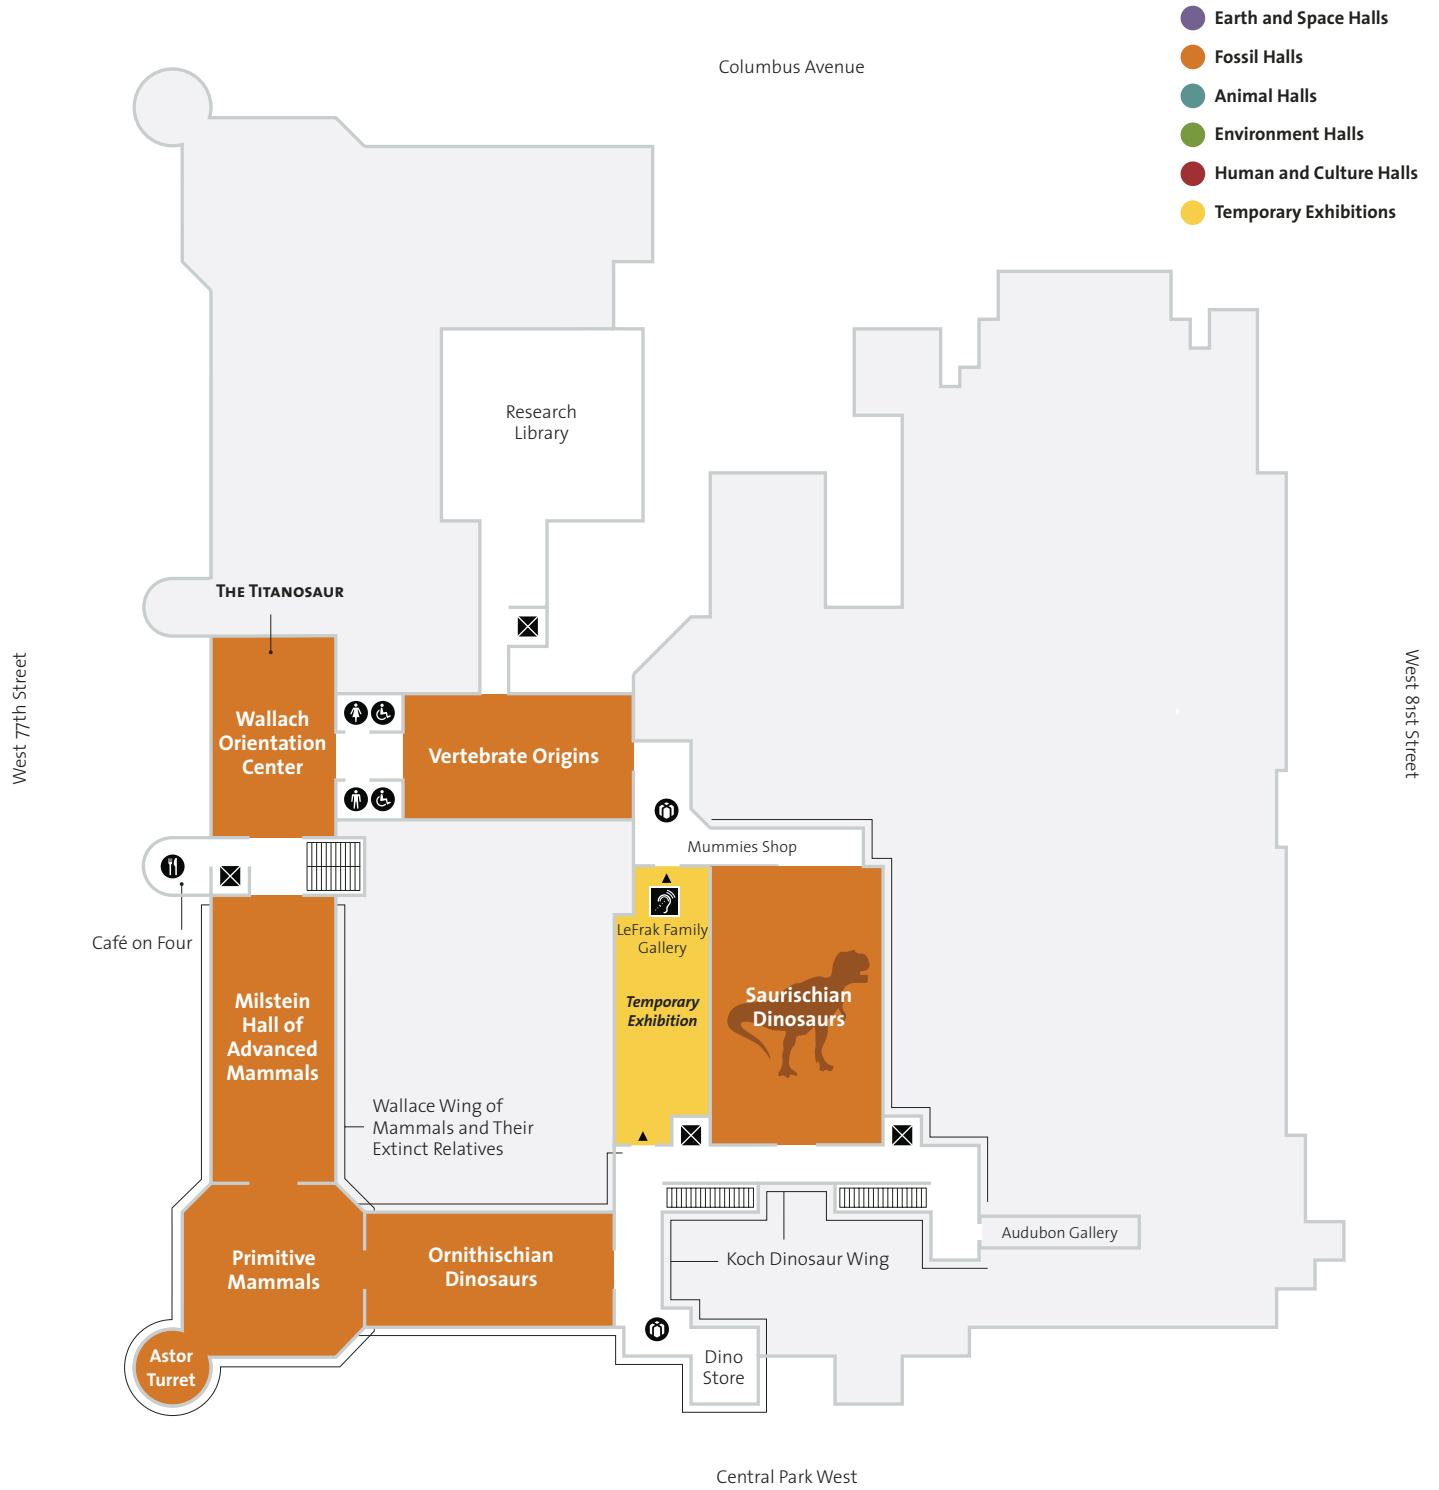 Earth and Space Halls
Fossil Halls
Animal Halls
Environment Halls
Human and Culture Halls
Temporary Exhibitions
Columbus Avenue
Research
Library
THE TITANOSAUR
West 77th Street
West 81st Street
Wallach
Orientation
Center
Vertebrate Origins
Mummies Shop
Café on Four
LeFrak Family
Gallery
Temporary
Exhibition
Saurischian
Dinosaurs
Milstein
Hall of
Advanced
Mammals
Wallace Wing of
Mammals and Their
Extinct Relatives
Primitive
Mammals
Ornithischian
Dinosaurs
Koch Dinosaur Wing
Audubon Gallery
Astor
Turret
Dino
Store
Central Park West